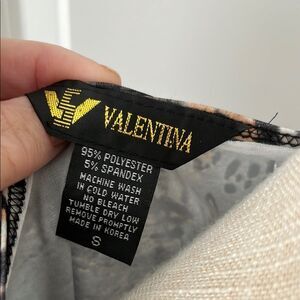 VALENTINA
95% POLYESTER
5% SPANDEX
MACHINE WASH
IN COLD WATER
NO BLEACH
TUMBLE DRY LOW
REMOVE PROMPTLY
MADE IN KOREA
S